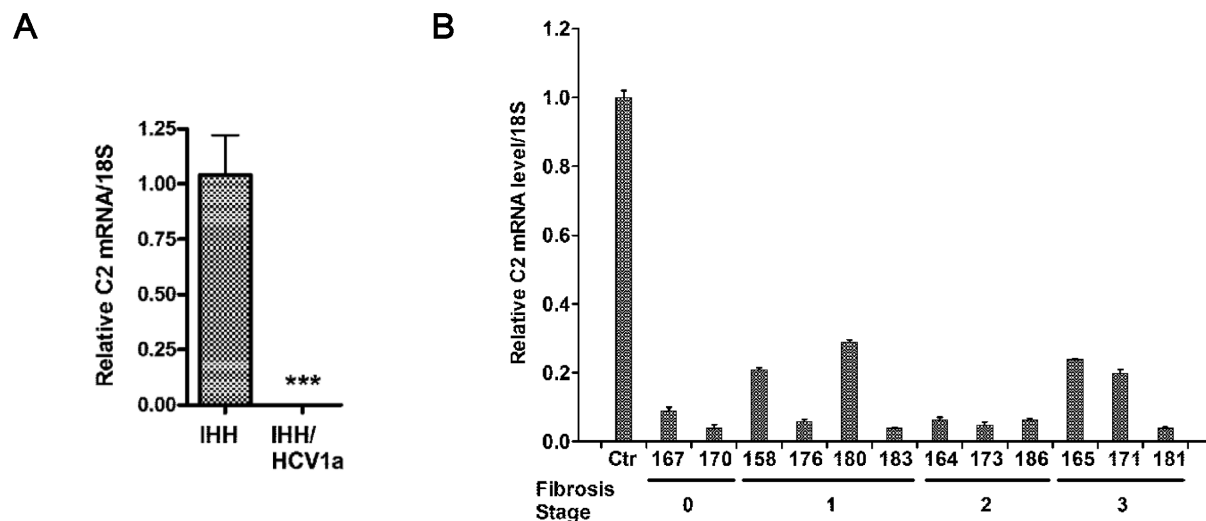 A
Relative C2 mRNA/18S
1.25
1.00
0.75
0.50
0.25
0.00
***
IHH
IHH/
HCV1a
B
Relative C2 mRNA level/18S
1.2
1.0
0.8
0.6
0.4
0.2
0.0
Ctr 167 170 158 176 180 183 164 173 186 165 171 181
Fibrosis
Stage
0 1 2 3